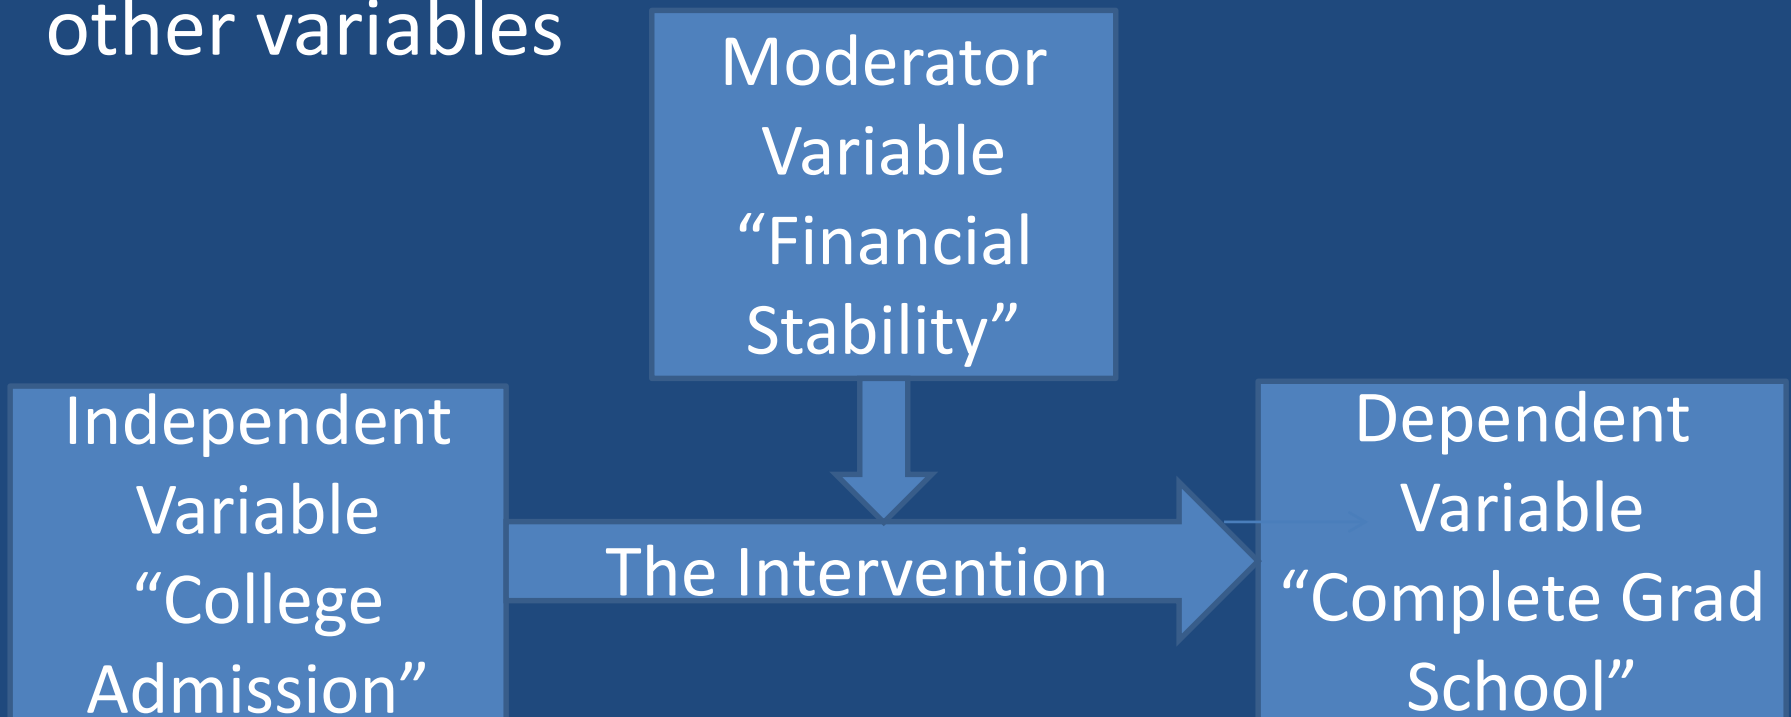 other variables
Moderator
Variable
“Financial
Stability”
Independent
Variable
“College
Admission”
The Intervention
Dependent
Variable
“Complete Grad
School”